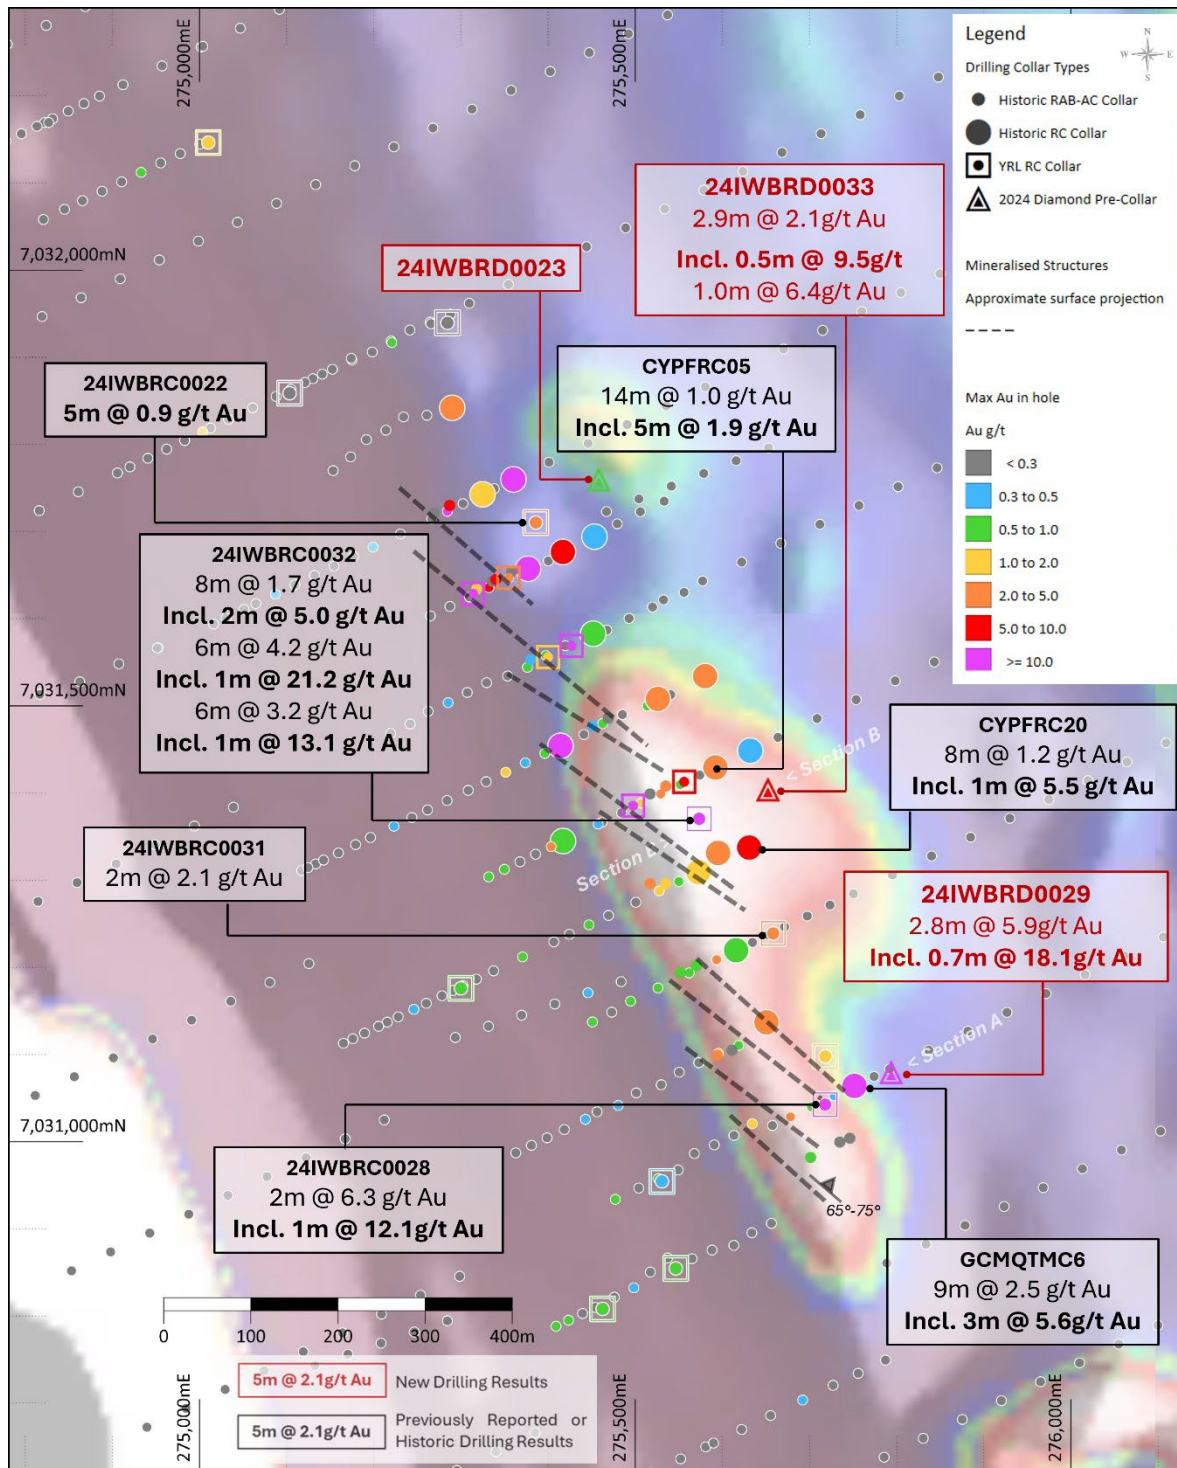 275,000mE
275,500mE
Legend
N
W
E
S
Drilling Collar Types
Historic RAB-AC Collar
Historic RC Collar
YRL RC Collar
2024 Diamond Pre-Collar
Mineralised Structures
Approximate surface projection
Max Au in hole
Au g/t
< 0.3
0.3 to 0.5
0.5 to 1.0
1.0 to 2.0
2.0 to 5.0
5.0 to 10.0
>= 10.0
24IWBRD0033
2.9m @ 2.1g/t Au
Incl. 0.5m @ 9.5g/t
1.0m @ 6.4g/t Au
7,032,000mN
24IWBRD0023
24IWBRC0022
5m @ 0.9 g/t Au
CYPFRC05
14m @ 1.0 g/t Au
Incl. 5m @ 1.9 g/t Au
24IWBRC0032
8m @ 1.7 g/t Au
Incl. 2m @ 5.0 g/t Au
6m @ 4.2 g/t Au
Incl. 1m @ 21.2 g/t Au
6m @ 3.2 g/t Au
Incl. 1m @ 13.1 g/t Au
7,031,500mN
CYPFRC20
8m @ 1.2 g/t Au
Incl. 1m @ 5.5 g/t Au
< Section B
Section B >
24IWBRC0031
2m @ 2.1 g/t Au
24IWBRD0029
2.8m @ 5.9g/t Au
Incl. 0.7m @ 18.1g/t Au
< Section A
7,031,000mN
24IWBRC0028
2m @ 6.3 g/t Au
Incl. 1m @ 12.1g/t Au
65°-75°
GCMQTMC6
9m @ 2.5 g/t Au
Incl. 3m @ 5.6g/t Au
0 100 200 300 400m
5m @ 2.1g/t Au New Drilling Results
5m @ 2.1g/t Au Previously Reported or
Historic Drilling Results
275,000mE
275,500mE
276,000mE